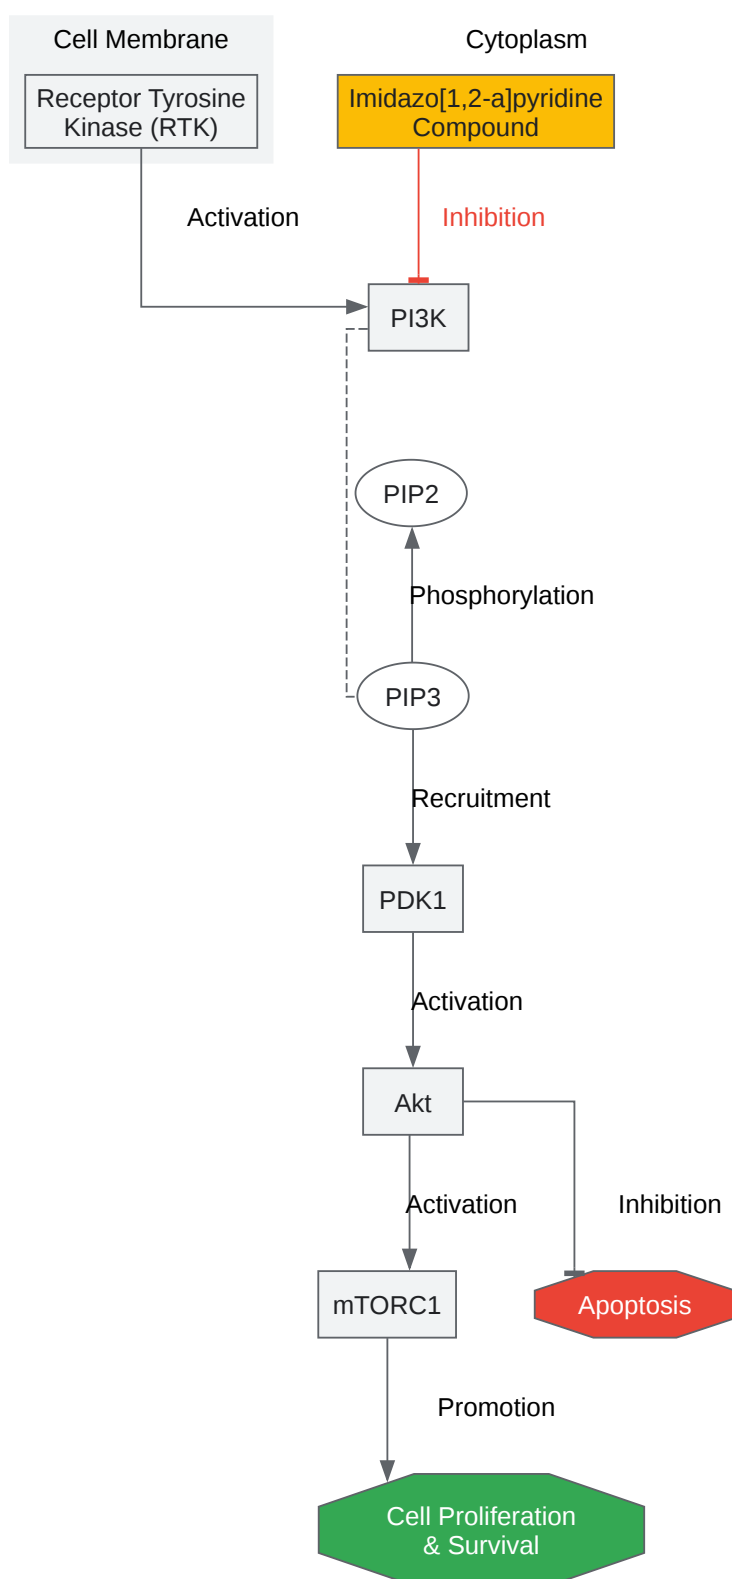 Cell Membrane
Cytoplasm
Receptor Tyrosine
Kinase (RTK)
Imidazo[1,2-a]pyridine
Compound
Activation
Inhibition
PI3K
PIP2
Phosphorylation
PIP3
Recruitment
PDK1
Activation
Akt
Activation
Inhibition
mTORC1
Apoptosis
Promotion
Cell Proliferation
& Survival